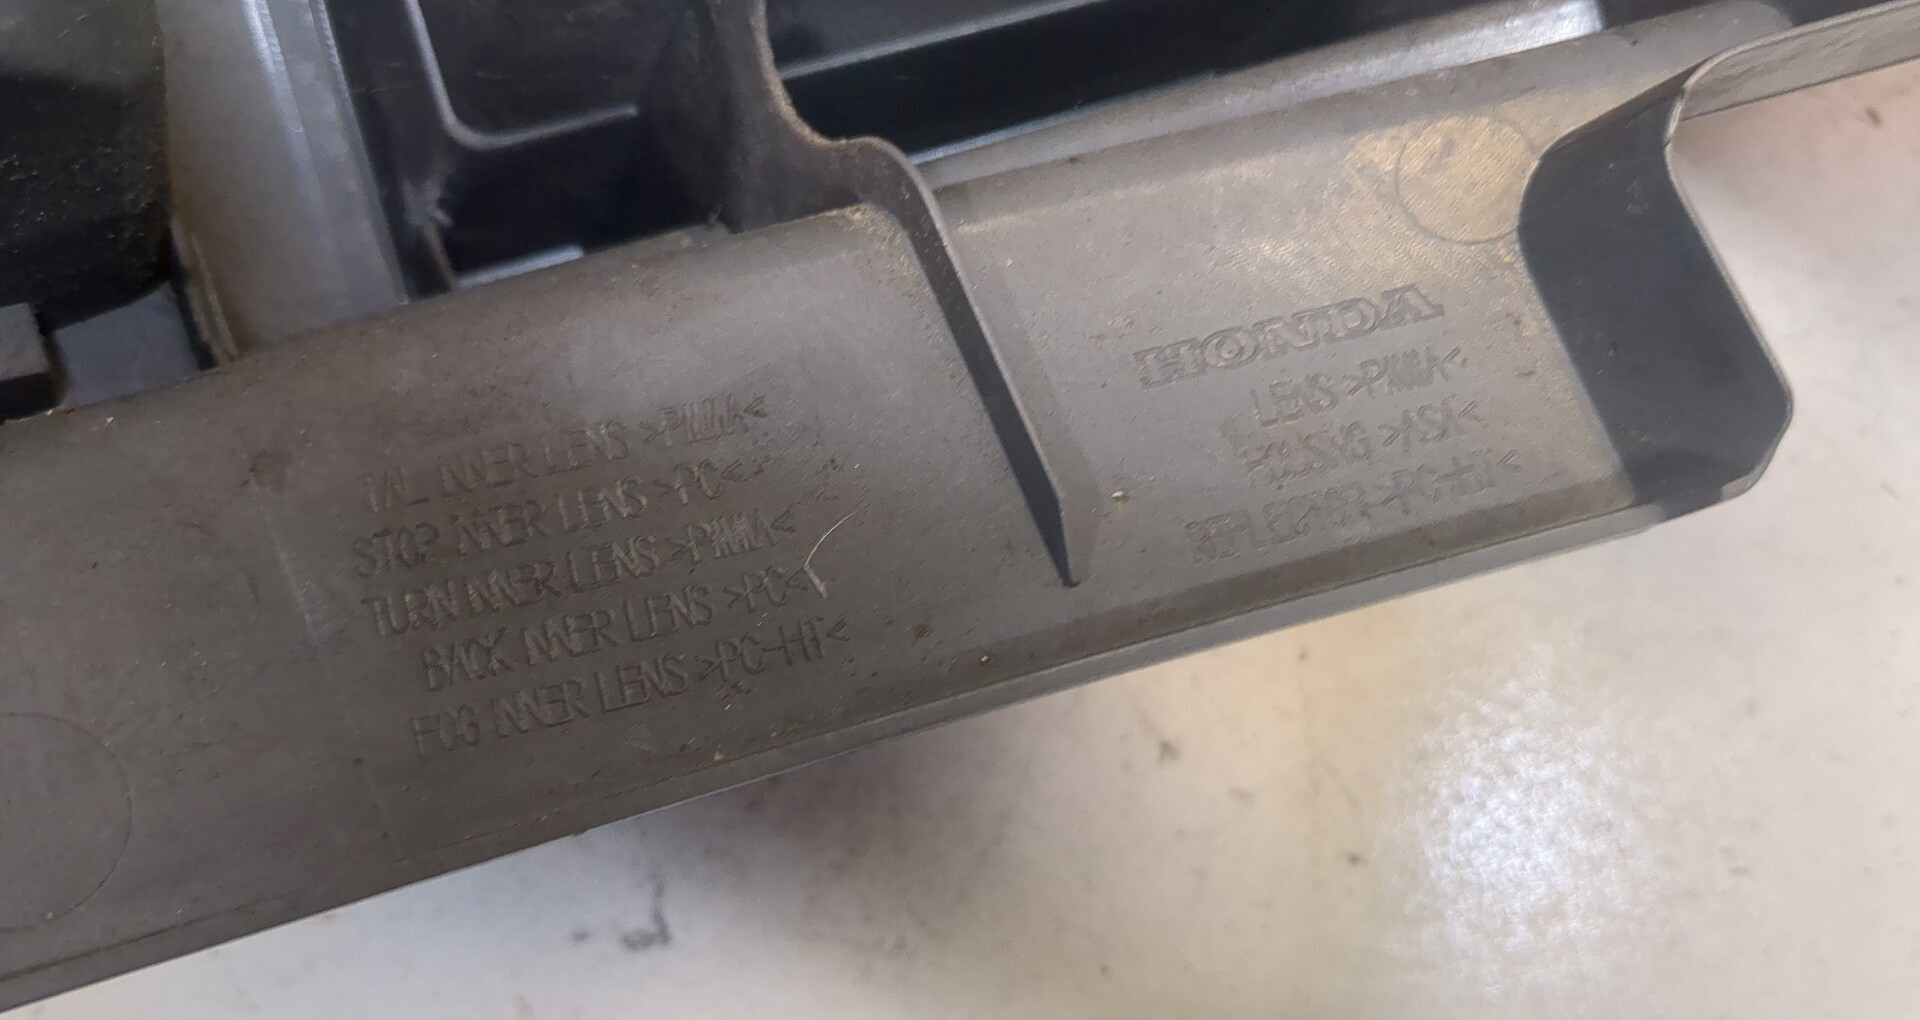 TAIL INNER LENS >PMMA<
STOP INNER LENS >PC<
TURN INNER LENS >PMMA<
BACK INNER LENS >PC<
FOG INNER LENS >PC-HT<
HONDA
LENS >PMMA<
HOUSING >ASA<
REFLECTOR >PC-HT<